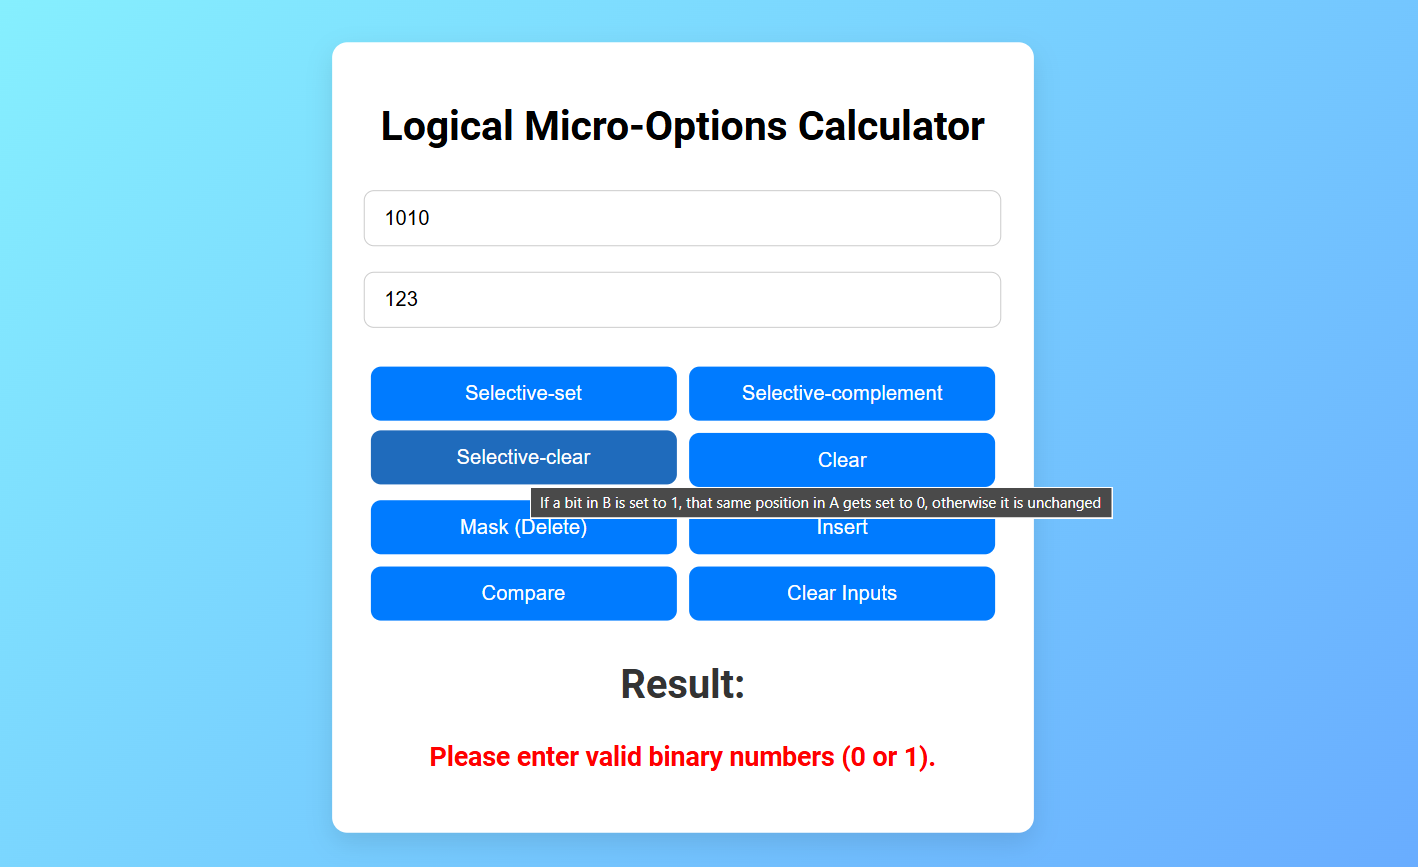 Logical Micro-Options Calculator
1010
123
Selective-set
Selective-complement
Selective-clear
Clear
If a bit in B is set to 1, that same position in A gets set to 0, otherwise it is unchanged
Mask (Delete)
Insert
Compare
Clear Inputs
Result:
Please enter valid binary numbers (0 or 1).